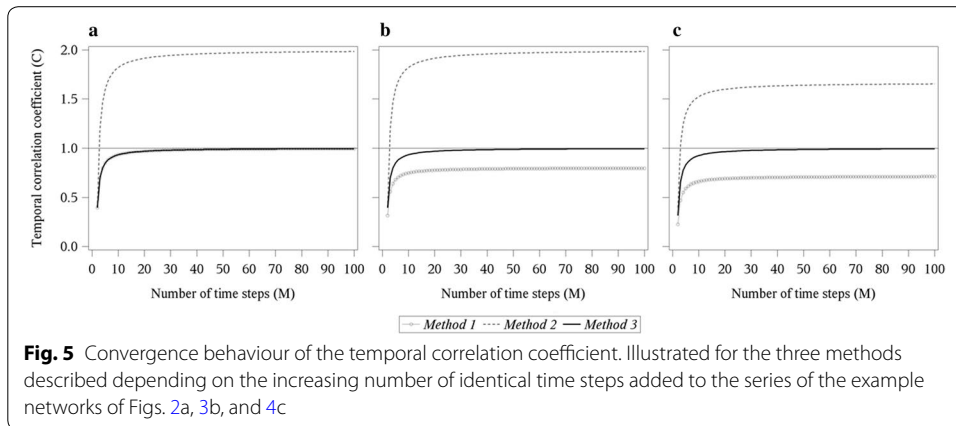 a
b
c
Temporal correlation coefficient (C)
2.0
1.5
1.0
0.5
0.0
0 10 20 30 40 50 60 70 80 90 100
0 10 20 30 40 50 60 70 80 90 100
0 10 20 30 40 50 60 70 80 90 100
Number of time steps (M)
Number of time steps (M)
Number of time steps (M)
Method 1 Method 2 Method 3
Fig. 5 Convergence behaviour of the temporal correlation coefficient. Illustrated for the three methods
described depending on the increasing number of identical time steps added to the series of the example
networks of Figs. 2a, 3b, and 4c